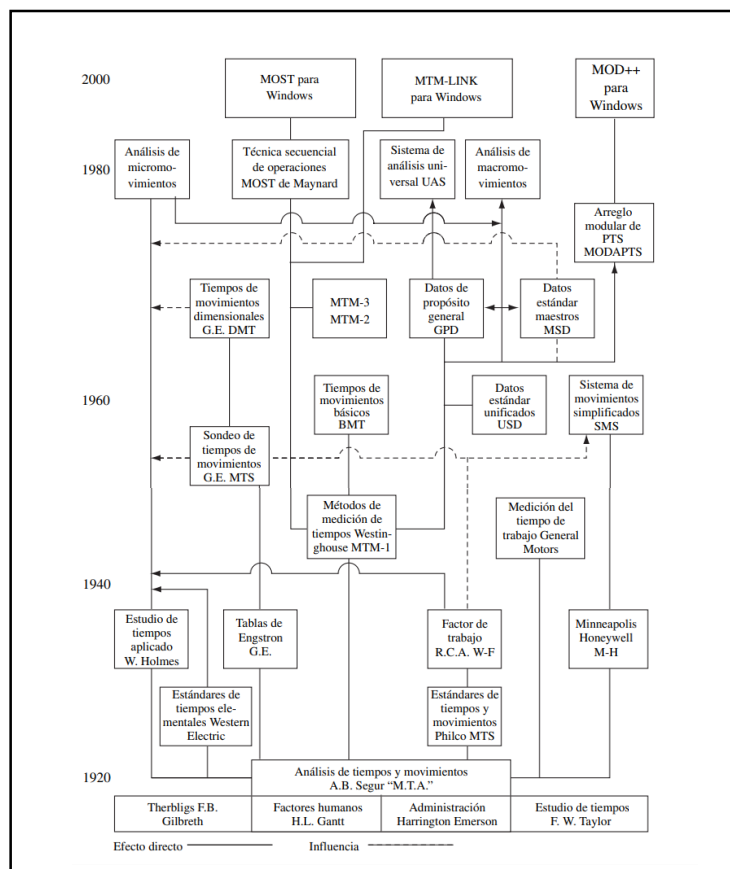 2000
MOST para
Windows
MTM-LINK
para Windows
MOD++
para
Windows
1980
Análisis de
micromo-
vimientos
Técnica secuencial
de operaciones
MOST de Maynard
Sistema de
análisis uni-
versal UAS
Análisis de
macromo-
vimientos
Arreglo
modular de
PTS
MODAPTS
Tiempos de
movimientos
dimensionales
G.E. DMT
MTM-3
MTM-2
Datos de
propósito
general
GPD
Datos
estándar
maestros
MSD
1960
Tiempos de
movimientos
básicos
BMT
Datos
estándar
unificados
USD
Sistema de
movimientos
simplificados
SMS
Sondeo de
tiempos de
movimientos
G.E. MTS
Métodos de
medición de
tiempos Westin-
ghouse MTM-1
Medición del
tiempo de
trabajo General
Motors
1940
Estudio de
tiempos
aplicado
W. Holmes
Tablas de
Engstron
G.E.
Factor de
trabajo
R.C.A. W-F
Minneapolis
Honeywell
M-H
Estándares de
tiempos ele-
mentales Western
Electric
Estándares de
tiempos y
movimientos
Philco MTS
1920
Análisis de tiempos y movimientos
A.B. Segur “M.T.A.”
Therbligs F.B.
Gilbreth
Factores humanos
H.L. Gantt
Administración
Harrington Emerson
Estudio de tiempos
F. W. Taylor
Efecto directo
Influencia